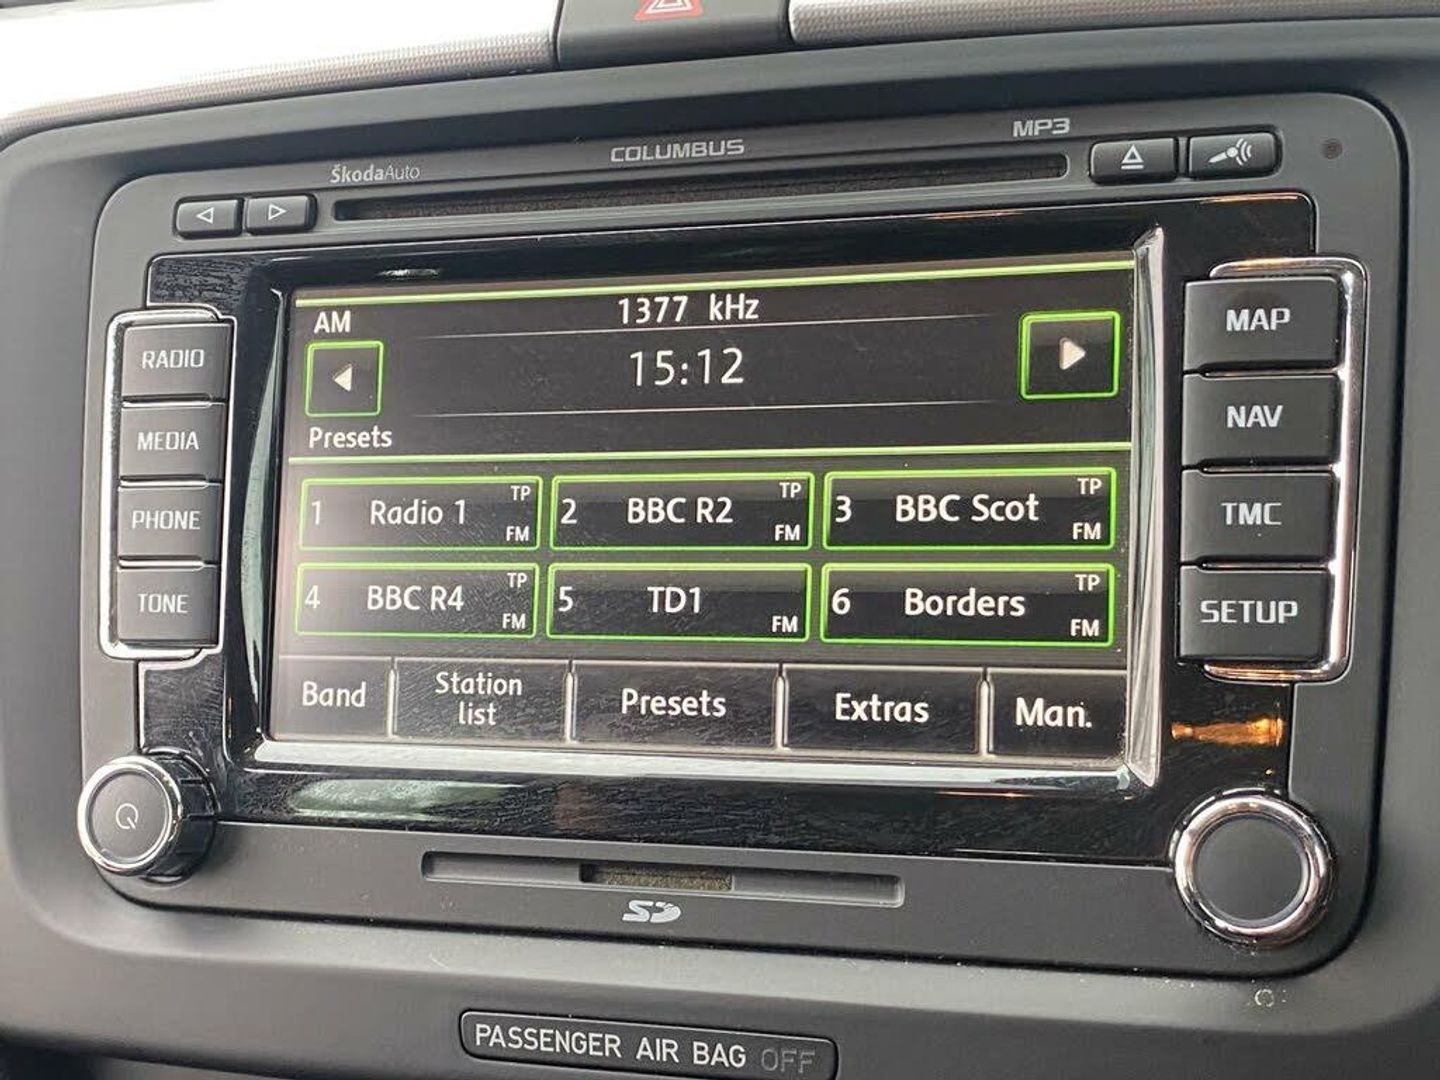 COLUMBUS
MP3
ŠkodaAuto
RADIO
MEDIA
PHONE
TONE
AM
1377 kHz
15:12
Presets
1 Radio 1 TP FM
2 BBC R2 TP FM
3 BBC Scot TP FM
4 BBC R4 TP FM
5 TD1 FM
6 Borders TP FM
Band
Station
list
Presets
Extras
Man.
MAP
NAV
TMC
SETUP
SD
PASSENGER AIR BAG OFF